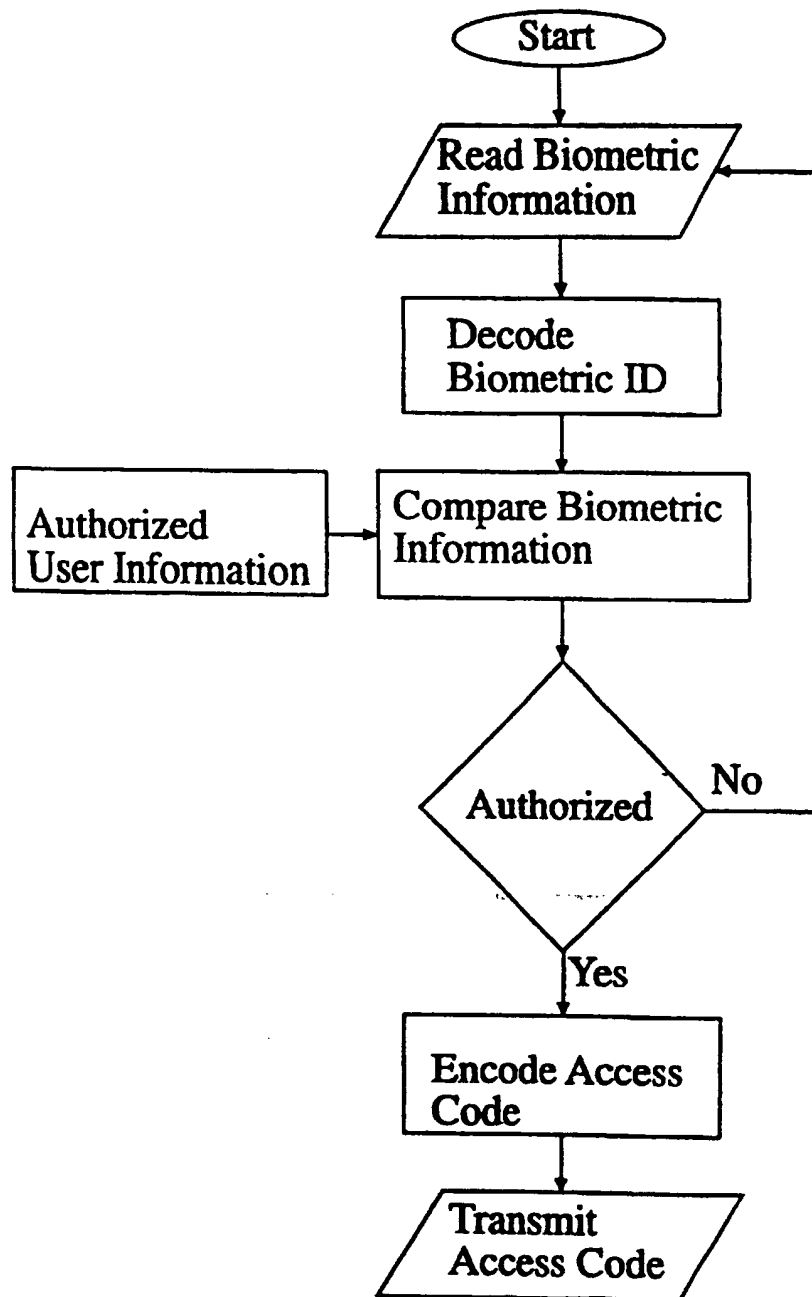 Start
Read Biometric
Information
Decode
Biometric ID
Authorized
User Information
Compare Biometric
Information
Authorized
No
Yes
Encode Access
Code
Transmit
Access Code